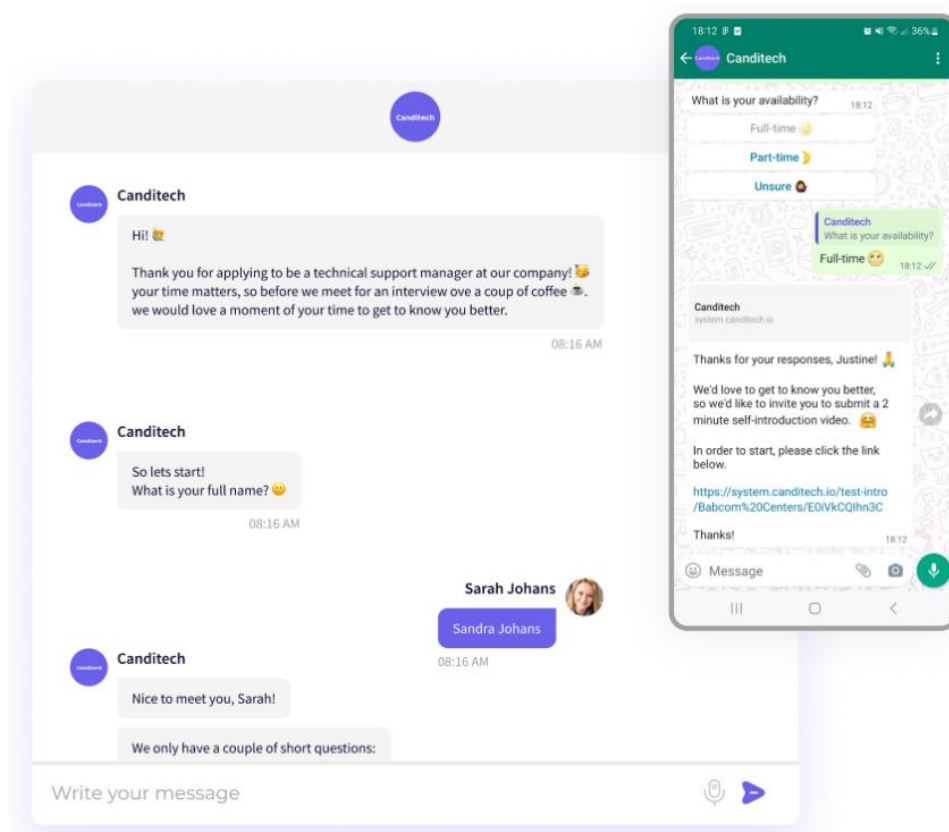 Canditech
Canditech
Hi! 🙋
Thank you for applying to be a technical support manager at our company! 🥳
your time matters, so before we meet for an interview ove a coup of coffee ☕.
we would love a moment of your time to get to know you better.
08:16 AM
Canditech
Canditech
So lets start!
What is your full name? 😀
08:16 AM
Sarah Johans
Sandra Johans
08:16 AM
Canditech
Canditech
Nice to meet you, Sarah!
We only have a couple of short questions:
Write your message
18:12
36%
Canditech
Canditech
What is your availability?
18:12
Full-time
Part-time
Unsure
Canditech
What is your availability?
Full-time
18:12
Canditech
system.canditech.io
Thanks for your responses, Justine! 🙏
We'd love to get to know you better,
so we'd like to invite you to submit a 2
minute self-introduction video. 🤗
In order to start, please click the link
below.
https://system.canditech.io/test-intro
/Babcom%20Centers/E0iVkCQIhn3C
Thanks!
18:12
Message